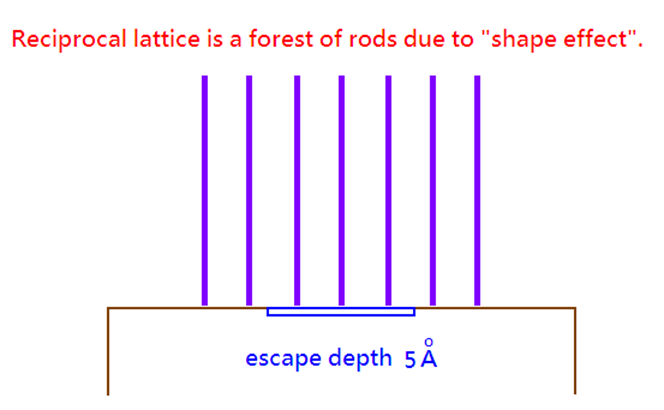 Reciprocal lattice is a forest of rods due to "shape effect".
escape depth 5 Å